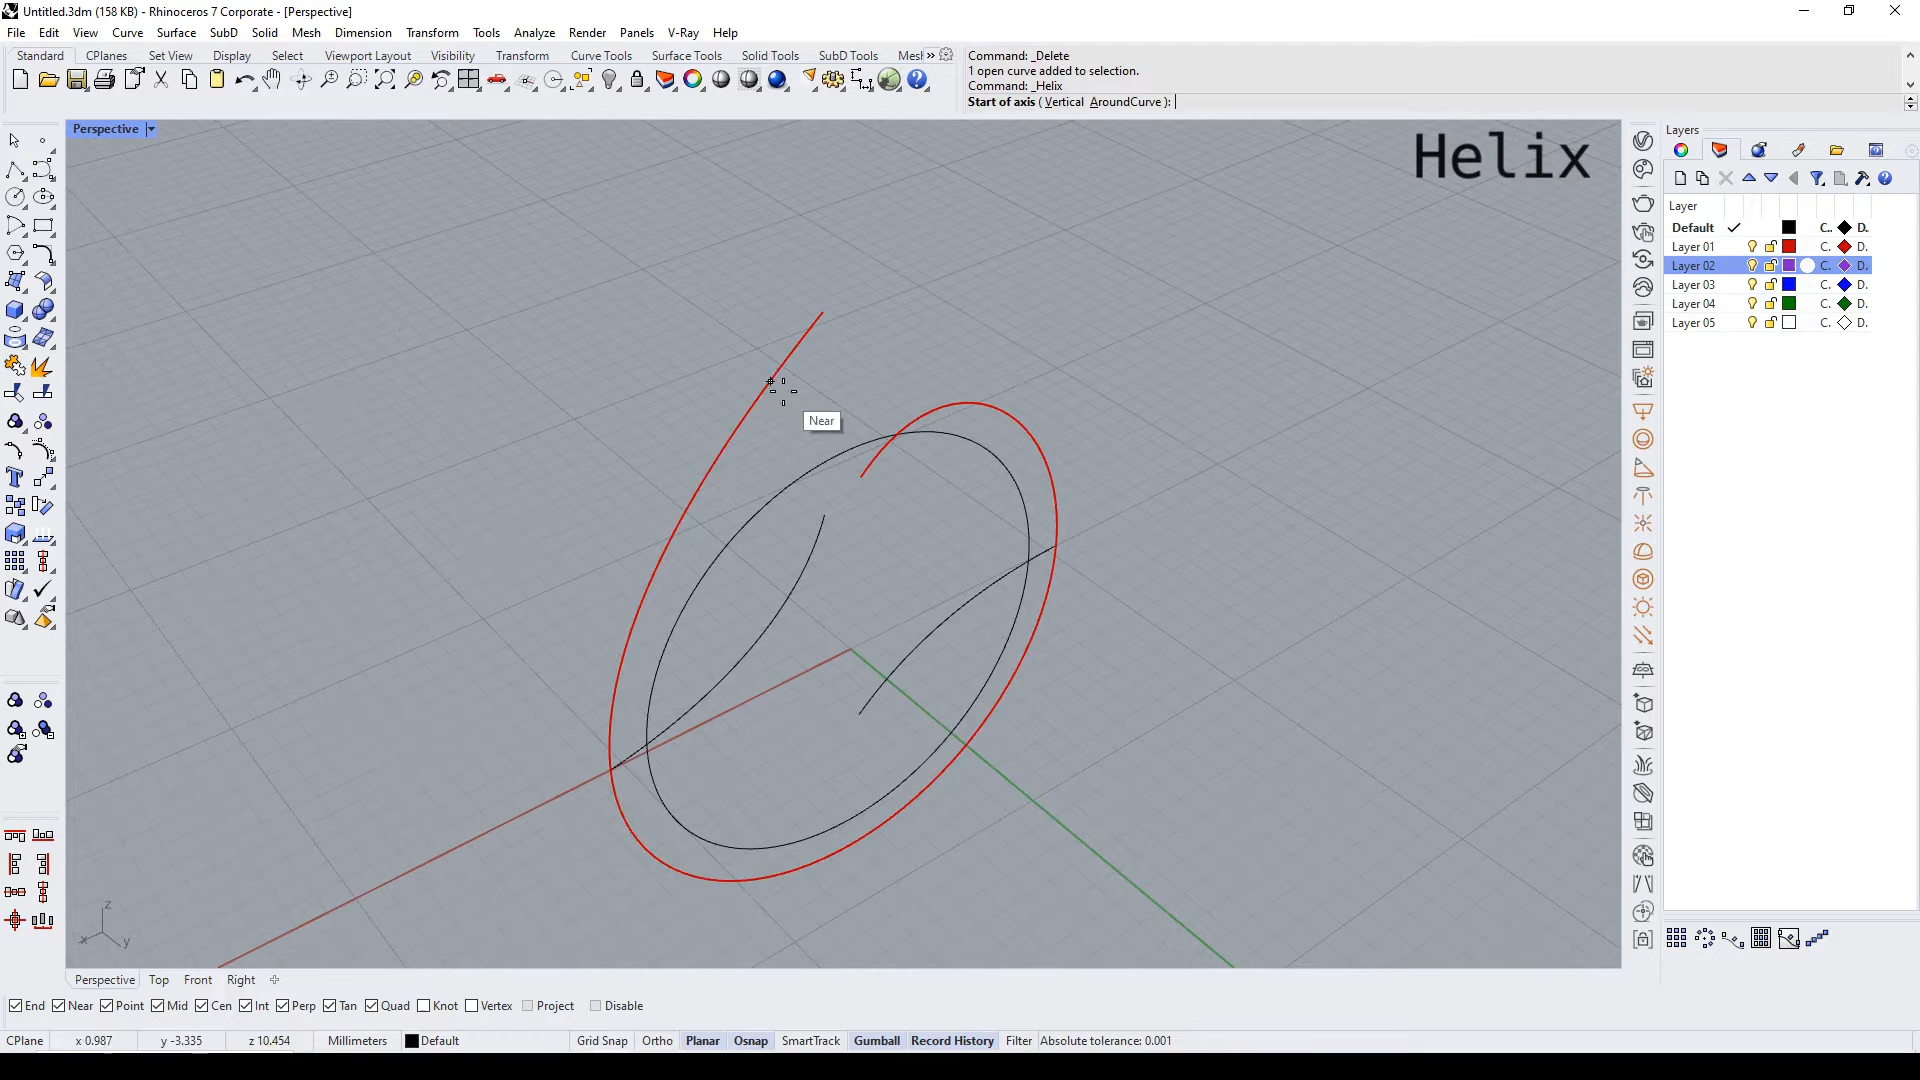 Untitled.3dm (158 KB) - Rhinoceros 7 Corporate - [Perspective]
File Edit View Curve Surface SubD Solid Mesh Dimension Transform Tools Analyze Render Panels V-Ray Help
Standard CPlanes Set View Display Select Viewport Layout Visibility Transform Curve Tools Surface Tools Solid Tools SubD Tools Mesh »
Command: _Delete
1 open curve added to selection.
Command: _Helix
Start of axis ( Vertical AroundCurve ):
Perspective
Helix
Near
z
x
y
Layers
Layer
Default C.. D.
Layer 01 C. D.
Layer 02 C. D.
Layer 03 C. D.
Layer 04 C. D.
Layer 05 C. D.
Perspective Top Front Right
End Near Point Mid Cen Int Perp Tan Quad Knot Vertex Project Disable
CPlane x 0.987 y -3.335 z 10.454 Millimeters Default Grid Snap Ortho Planar Osnap SmartTrack Gumball Record History Filter Absolute tolerance: 0.001